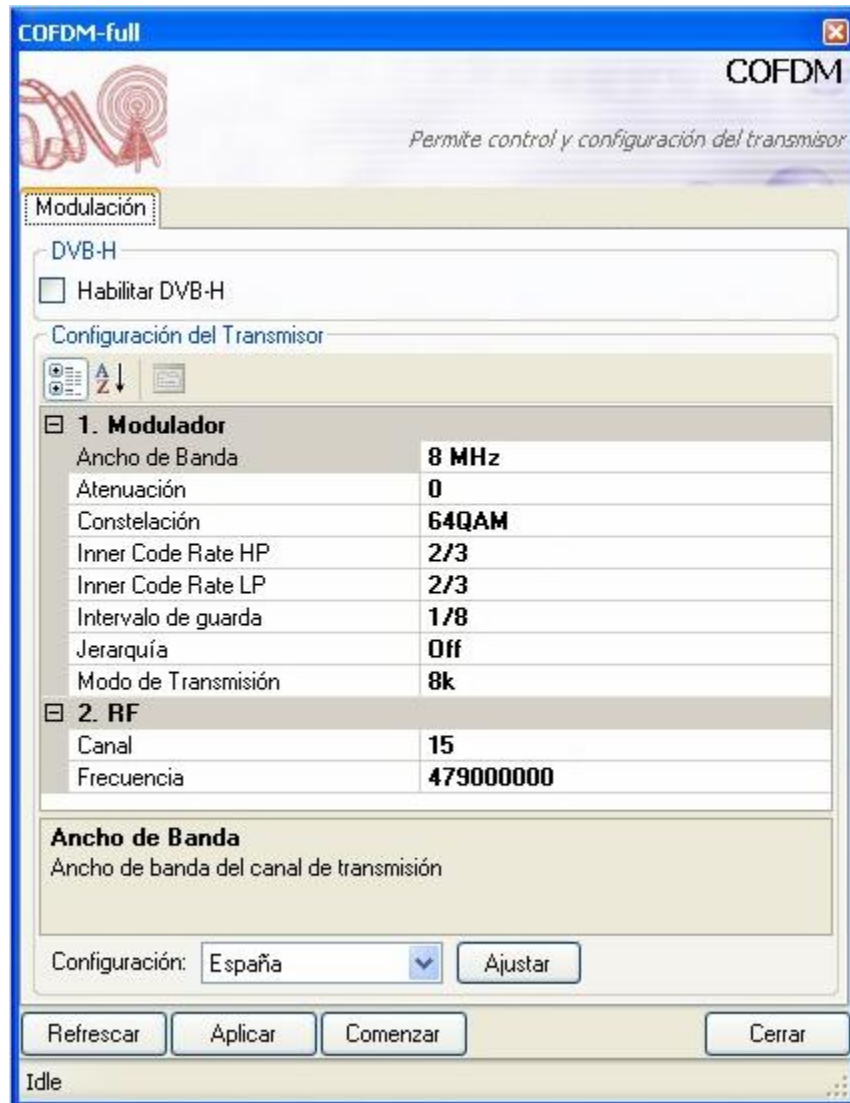 COFDM-full
COFDM
Permite control y configuración del transmisor
Modulación
DVB-H
Habilitar DVB-H
Configuración del Transmisor
A
Z
1. Modulador
Ancho de Banda 8 MHz
Atenuación 0
Constelación 64QAM
Inner Code Rate HP 2/3
Inner Code Rate LP 2/3
Intervalo de guarda 1/8
Jerarquía Off
Modo de Transmisión 8k
2. RF
Canal 15
Frecuencia 479000000
Ancho de Banda
Ancho de banda del canal de transmisión
Configuración: España Ajustar
Refrescar Aplicar Comenzar Cerrar
Idle